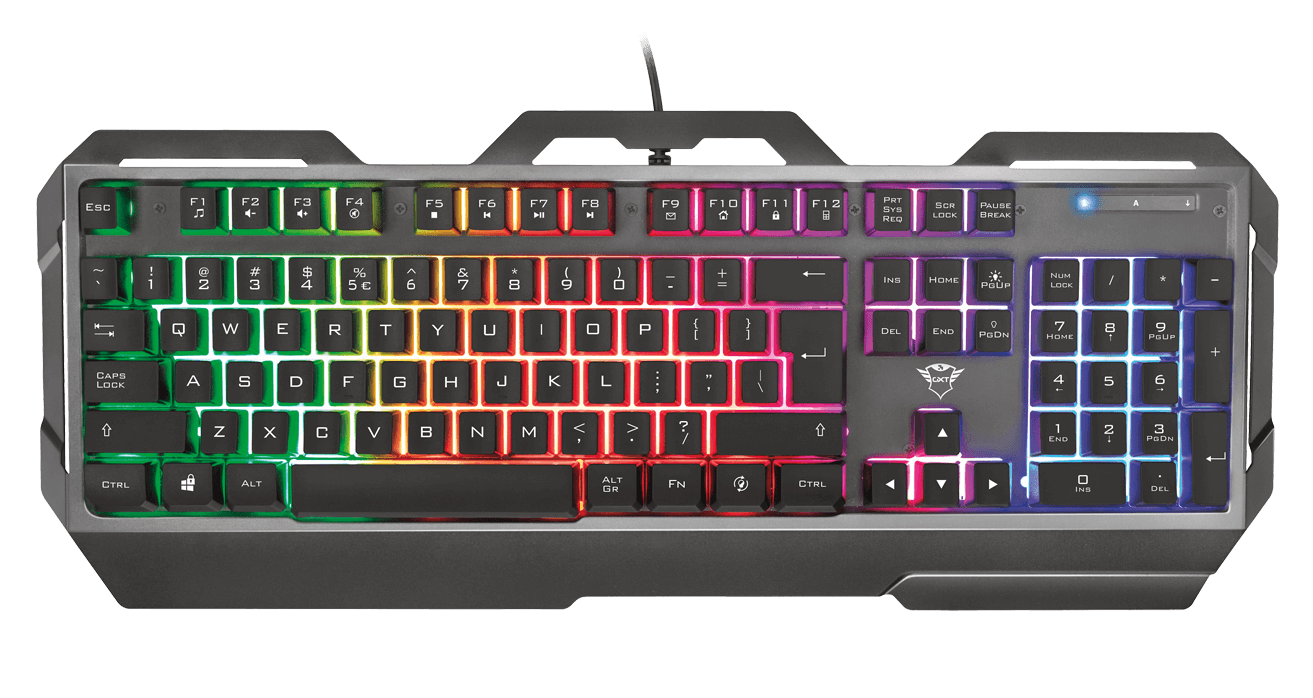 Esc F1 F2 F3 F4 F5 F6 F7 F8 F9 F10 F11 F12 Prt Sys Req Scr Lock Pause Break A ↓
~ ` ! 1 @ 2 # 3 $ 4 % 5 € ^ 6 & 7 * 8 ( 9 ) 0 _ - + = ← Ins Home PgUp Num Lock / * -
Q W E R T Y U I O P { [ } ] Del End PgDn 7 Home 8 ↑ 9 PgUp +
Caps Lock A S D F G H J K L : ; " ' | \ GXT 4 ← 5 6 →
⇧ Z X C V B N M < , > . ? / ⇧ ▲ 1 End 2 ↓ 3 PgDn
Ctrl Alt Alt Gr Fn Ctrl ◄ ▼ ► 0 Ins . Del